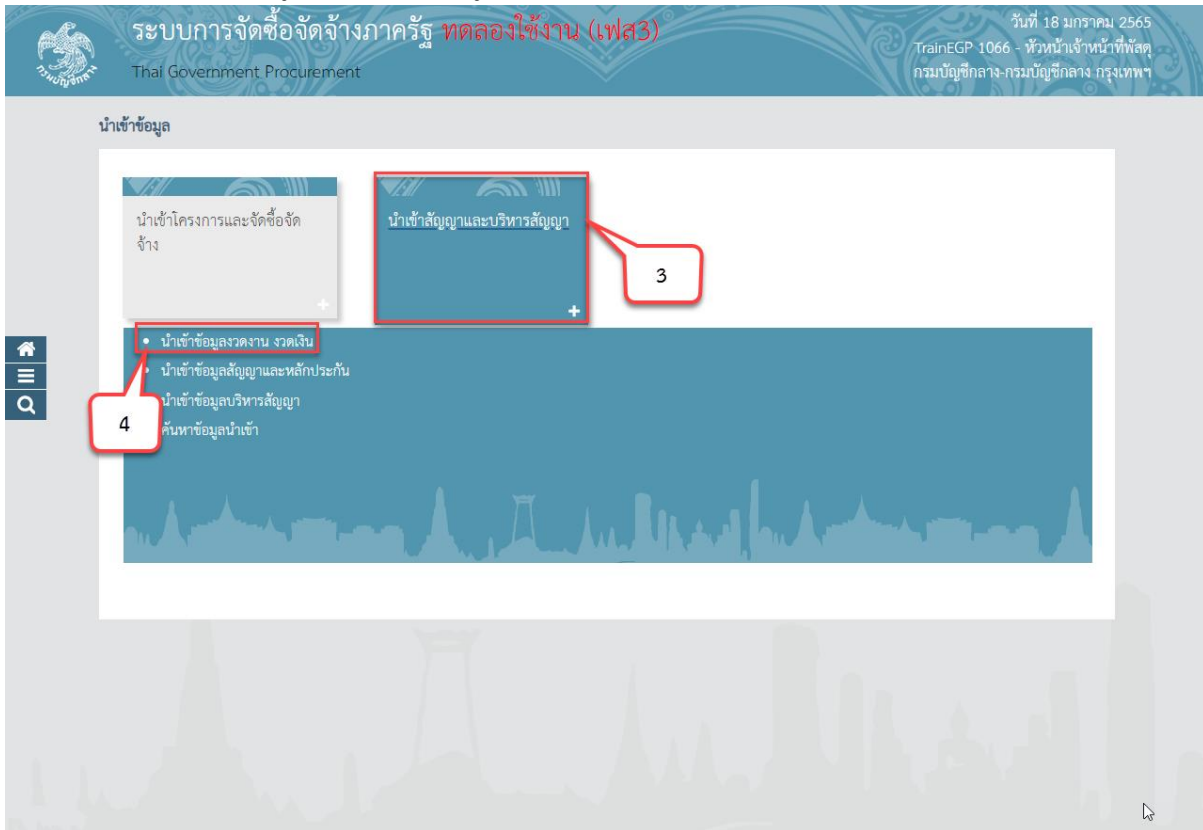 ระบบการจัดซื้อจัดจ้างภาครัฐ ทดลองใช้งาน (เฟส3)
Thai Government Procurement
วันที่ 18 มกราคม 2565
TrainEGP 1066 - หัวหน้าเจ้าหน้าที่พัสดุ
กรมบัญชีกลาง-กรมบัญชีกลาง กรุงเทพฯ
กรมบัญชีกลาง
นำเข้าข้อมูล
นำเข้าโครงการและจัดซื้อจัด
จ้าง
นำเข้าสัญญาและบริหารสัญญา
3
นำเข้าข้อมูลงวดงาน งวดเงิน
นำเข้าข้อมูลสัญญาและหลักประกัน
นำเข้าข้อมูลบริหารสัญญา
ค้นหาข้อมูลนำเข้า
4